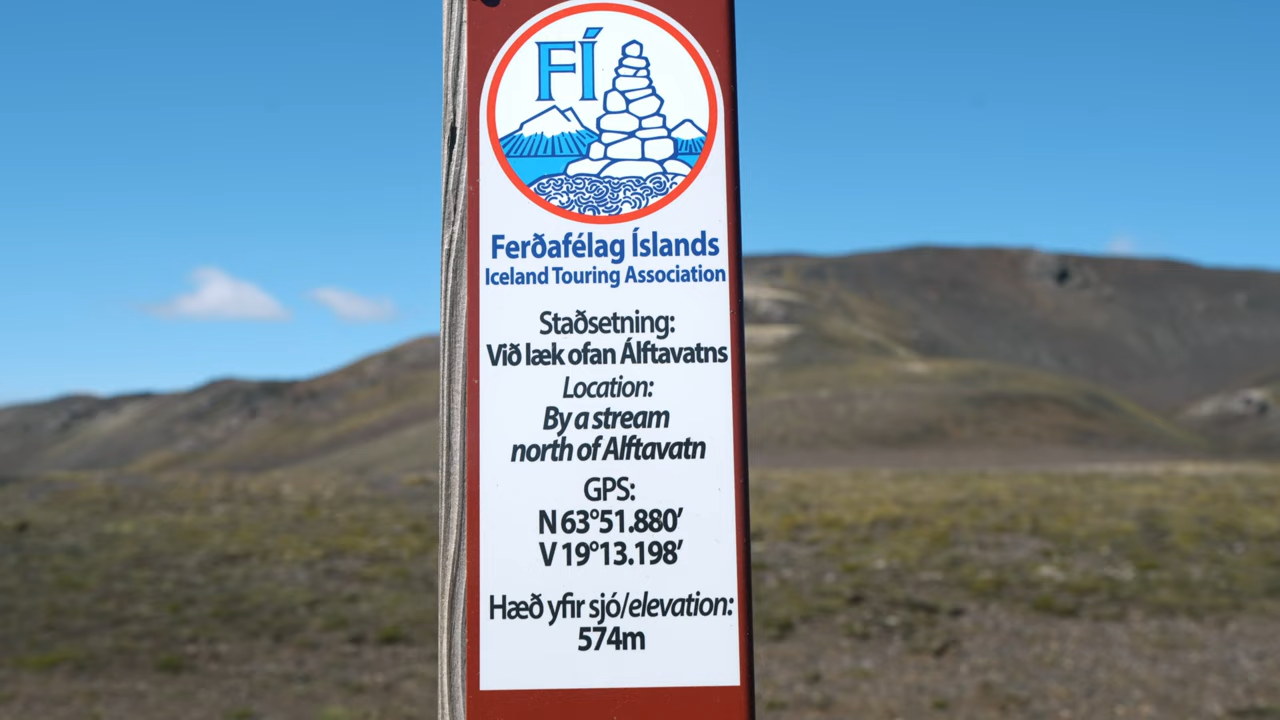 FÍ
Ferðafélag Íslands
Iceland Touring Association
Staðsetning:
Við læk ofan Álftavatns
Location:
By a stream
north of Alftavatn
GPS:
N 63°51.880′
V 19°13.198′
Hæð yfir sjó/elevation:
574m